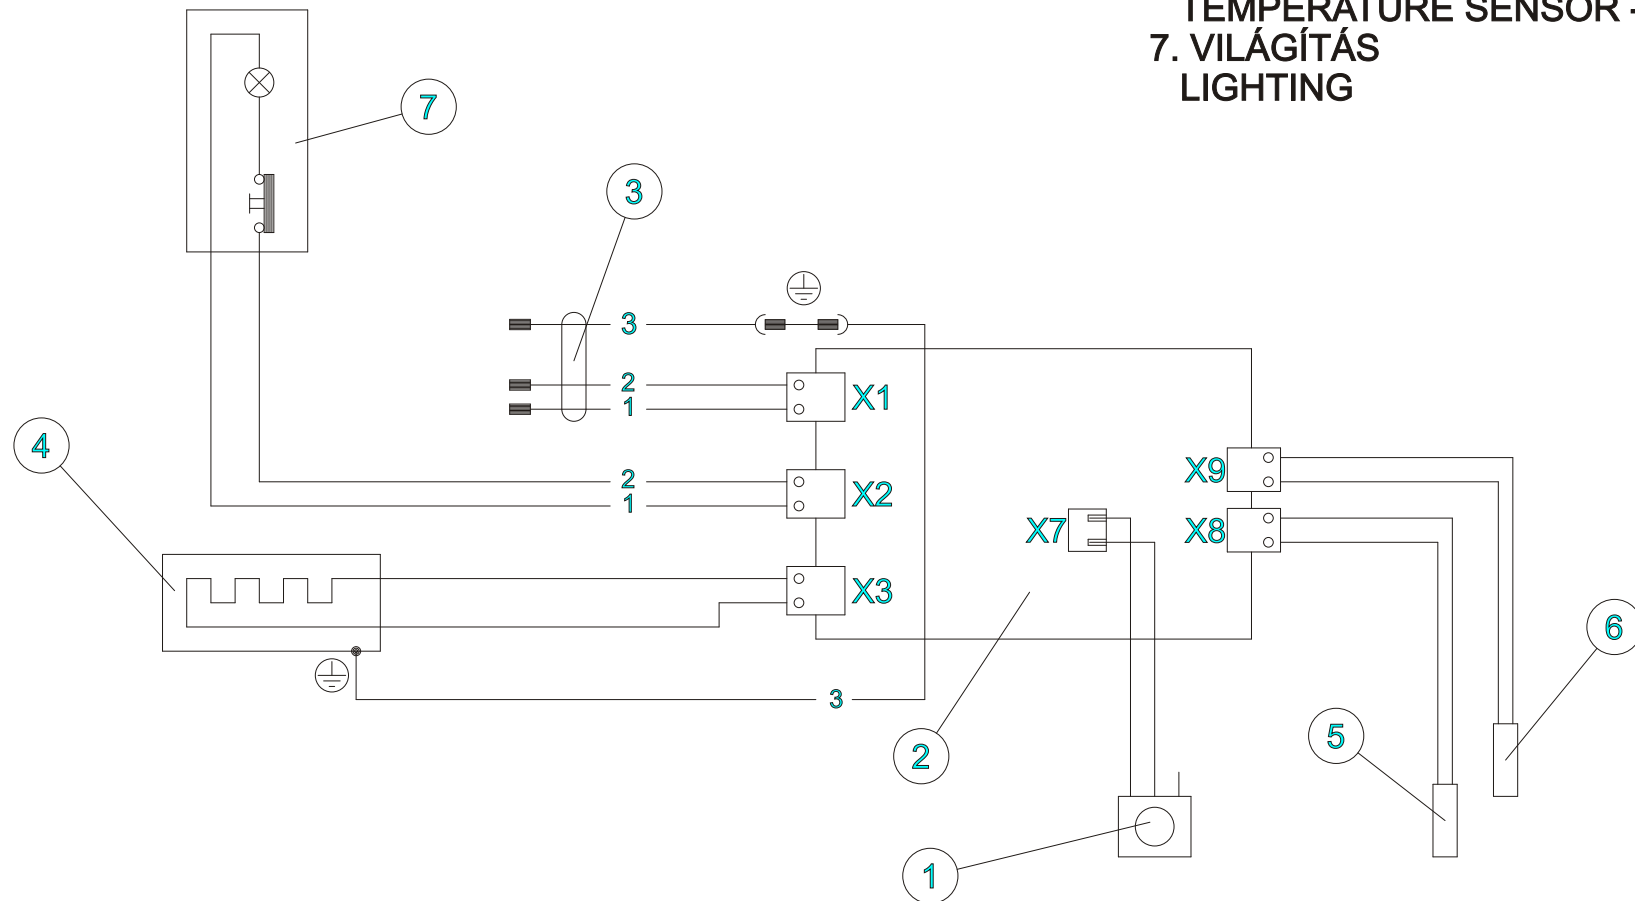 TEMPERATURE SENSOR -
7. VILÁGÍTÁS
LIGHTING
7
3
3
2
1
X1
4
2
1
X2
X9
X7
X8
X3
6
3
2
5
1